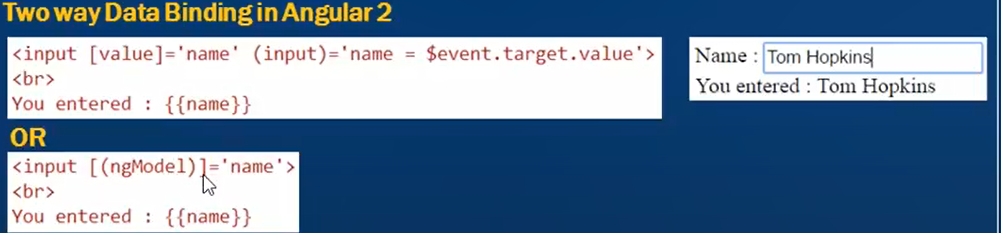 Two way Data Binding in Angular 2
<input [value]='name' (input)='name = $event.target.value'>
<br>
You entered : {{name}}
Name : Tom Hopkins
You entered : Tom Hopkins
OR
<input [(ngModel)]='name'>
<br>
You entered : {{name}}